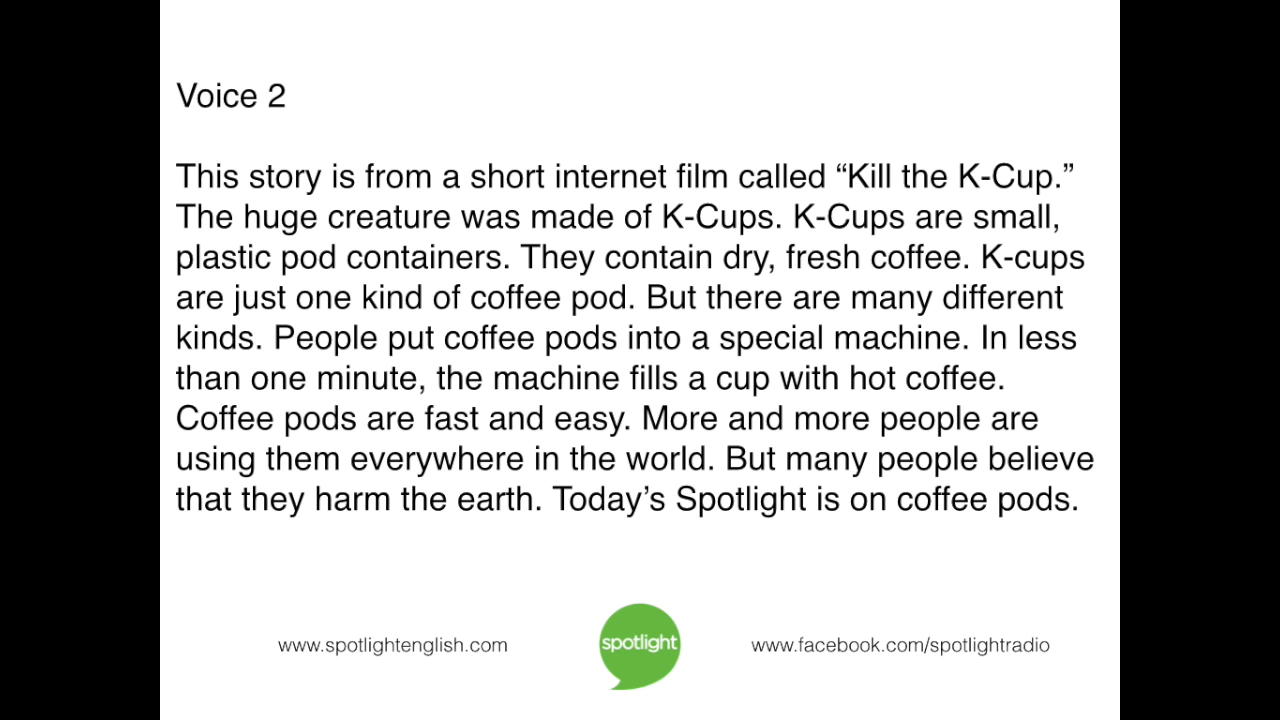 Voice 2
This story is from a short internet film called “Kill the K-Cup.”
The huge creature was made of K-Cups. K-Cups are small,
plastic pod containers. They contain dry, fresh coffee. K-cups
are just one kind of coffee pod. But there are many different
kinds. People put coffee pods into a special machine. In less
than one minute, the machine fills a cup with hot coffee.
Coffee pods are fast and easy. More and more people are
using them everywhere in the world. But many people believe
that they harm the earth. Today’s Spotlight is on coffee pods.
www.spotlightenglish.com
spotlight
www.facebook.com/spotlightradio